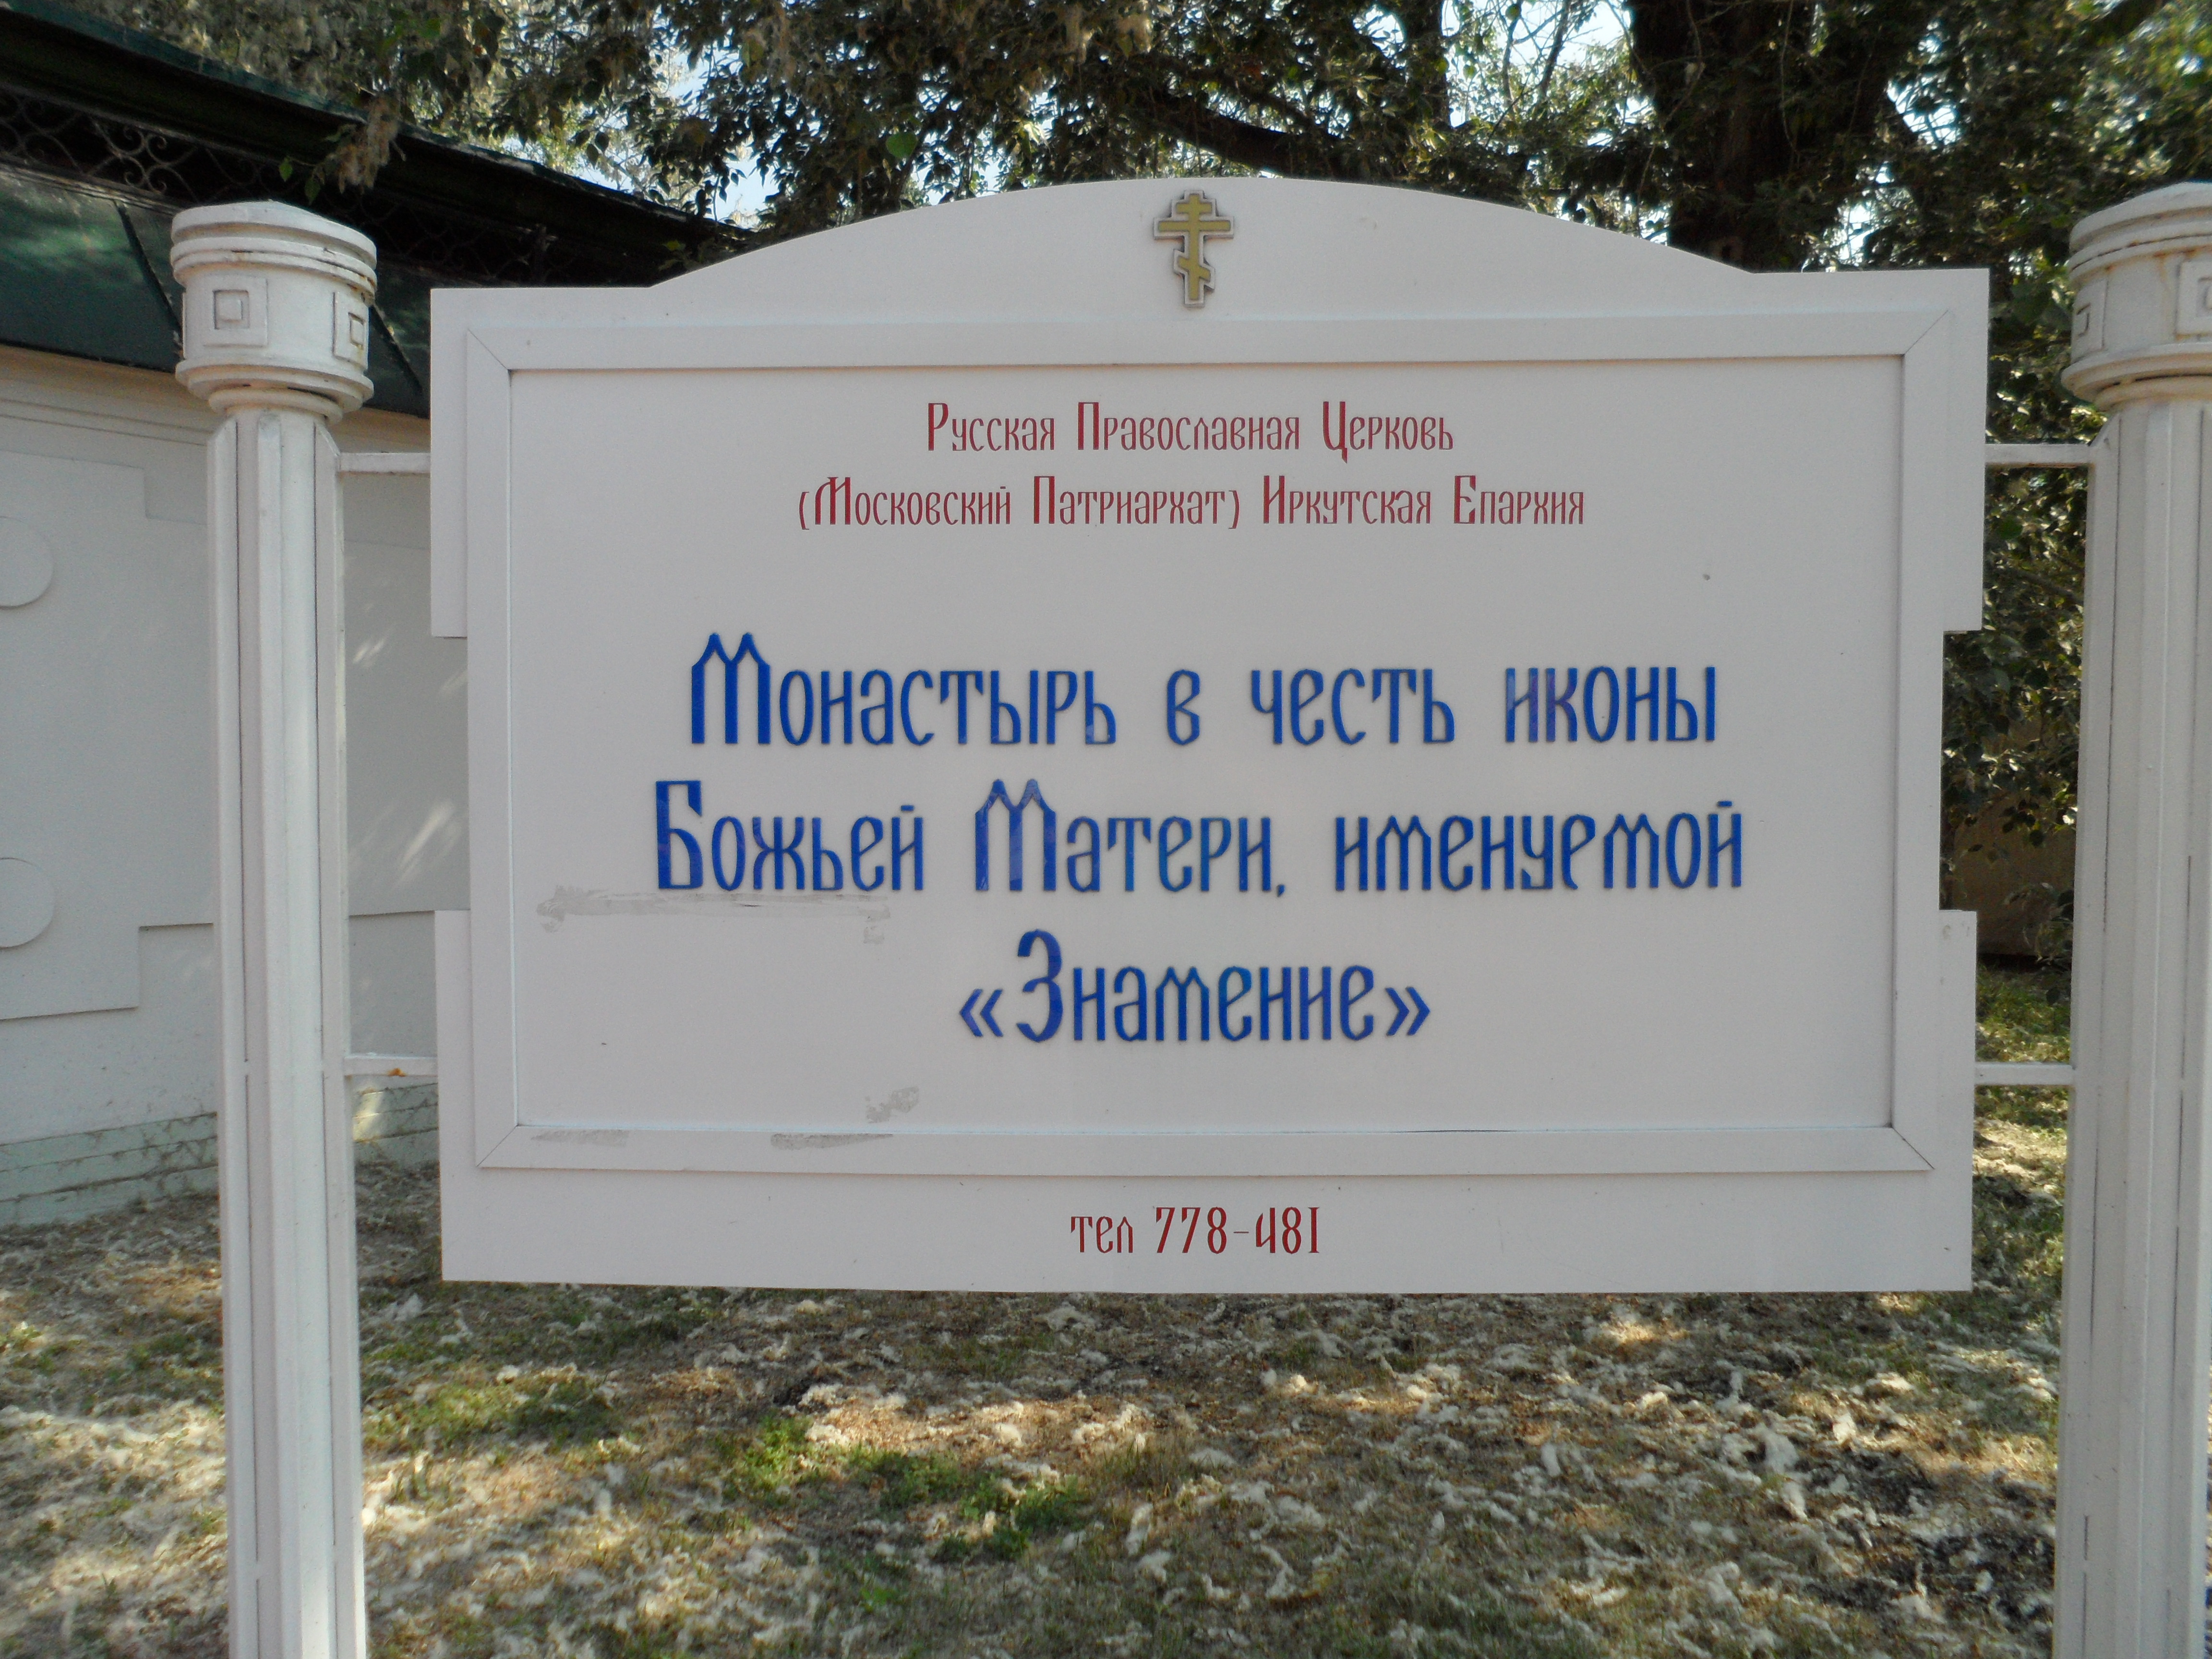 Русская Православная Церковь
(Московский Патриархат) Иркутская Епархия
Монастырь в честь иконы
Божьей Матери, именуемой
«Знамение»
тел 778-481